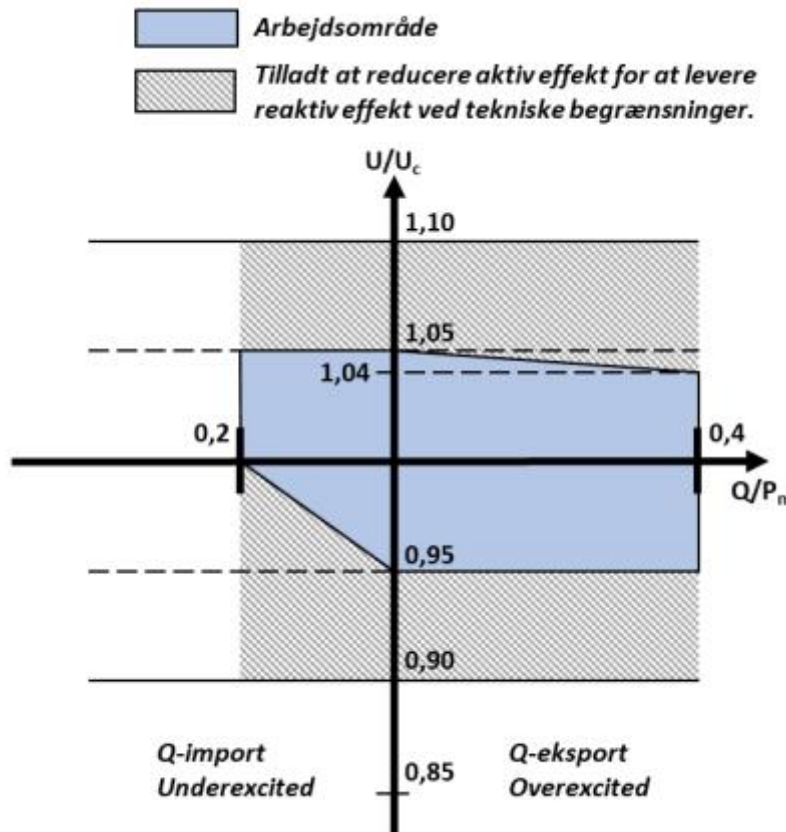 Arbejdsområde
Tilladt at reducere aktiv effekt for at levere
reaktiv effekt ved tekniske begrænsninger.
U/Uc
1,10
1,05
1,04
0,2
0,4
Q/Pn
0,95
0,90
Q-import
Underexcited
Q-eksport
Overexcited
0,85